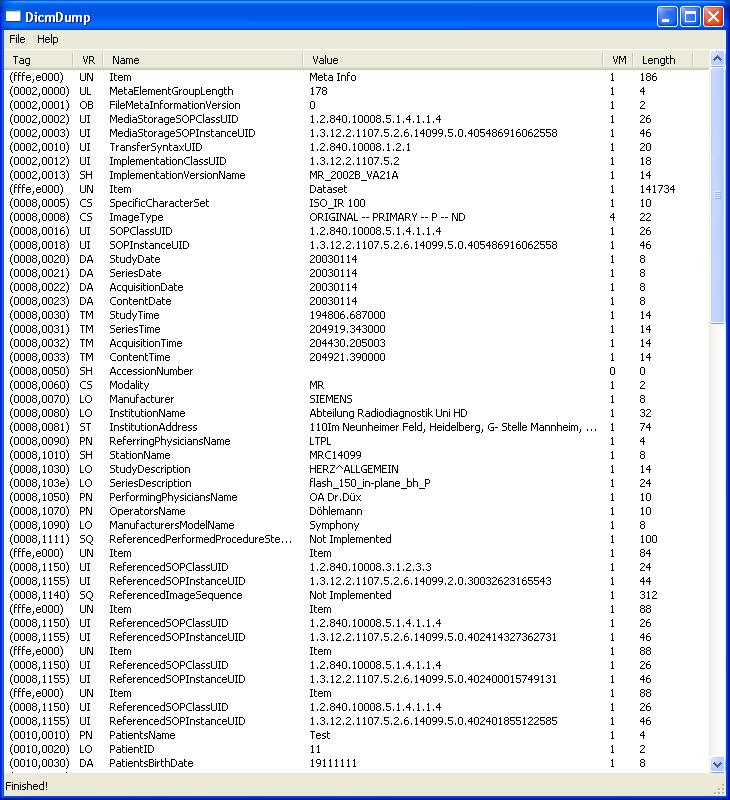 DicmDump
File Help
Tag VR Name Value VM Length
(fffe,e000) UN Item Meta Info 1 186
(0002,0000) UL MetaElementGroupLength 178 1 4
(0002,0001) OB FileMetaInformationVersion 0 1 2
(0002,0002) UI MediaStorageSOPClassUID 1.2.840.10008.5.1.4.1.1.4 1 26
(0002,0003) UI MediaStorageSOPInstanceUID 1.3.12.2.1107.5.2.6.14099.5.0.405486916062558 1 46
(0002,0010) UI TransferSyntaxUID 1.2.840.10008.1.2.1 1 20
(0002,0012) UI ImplementationClassUID 1.3.12.2.1107.5.2 1 18
(0002,0013) SH ImplementationVersionName MR_2002B_VA21A 1 14
(fffe,e000) UN Item Dataset 1 141734
(0008,0005) CS SpecificCharacterSet ISO_IR 100 1 10
(0008,0008) CS ImageType ORIGINAL -- PRIMARY -- P -- ND 4 22
(0008,0016) UI SOPClassUID 1.2.840.10008.5.1.4.1.1.4 1 26
(0008,0018) UI SOPInstanceUID 1.3.12.2.1107.5.2.6.14099.5.0.405486916062558 1 46
(0008,0020) DA StudyDate 20030114 1 8
(0008,0021) DA SeriesDate 20030114 1 8
(0008,0022) DA AcquisitionDate 20030114 1 8
(0008,0023) DA ContentDate 20030114 1 8
(0008,0030) TM StudyTime 194806.687000 1 14
(0008,0031) TM SeriesTime 204919.343000 1 14
(0008,0032) TM AcquisitionTime 204430.205003 1 14
(0008,0033) TM ContentTime 204921.390000 1 14
(0008,0050) SH AccessionNumber 0 0
(0008,0060) CS Modality MR 1 2
(0008,0070) LO Manufacturer SIEMENS 1 8
(0008,0080) LO InstitutionName Abteilung Radiodiagnostik Uni HD 1 32
(0008,0081) ST InstitutionAddress 110Im Neunheimer Feld, Heidelberg, G- Stelle Mannheim, ... 1 74
(0008,0090) PN ReferringPhysiciansName LTPL 1 4
(0008,1010) SH StationName MRC14099 1 8
(0008,1030) LO StudyDescription HERZ^ALLGEMEIN 1 14
(0008,103e) LO SeriesDescription flash_150_in-plane_bh_P 1 24
(0008,1050) PN PerformingPhysiciansName OA Dr.Düx 1 10
(0008,1070) PN OperatorsName Döhlemann 1 10
(0008,1090) LO ManufacturersModelName Symphony 1 8
(0008,1111) SQ ReferencedPerformedProcedureSte... Not Implemented 1 100
(fffe,e000) UN Item Item 1 84
(0008,1150) UI ReferencedSOPClassUID 1.2.840.10008.3.1.2.3.3 1 24
(0008,1155) UI ReferencedSOPInstanceUID 1.3.12.2.1107.5.2.6.14099.2.0.30032623165543 1 44
(0008,1140) SQ ReferencedImageSequence Not Implemented 1 312
(fffe,e000) UN Item Item 1 88
(0008,1150) UI ReferencedSOPClassUID 1.2.840.10008.5.1.4.1.1.4 1 26
(0008,1155) UI ReferencedSOPInstanceUID 1.3.12.2.1107.5.2.6.14099.5.0.402414327362731 1 46
(fffe,e000) UN Item Item 1 88
(0008,1150) UI ReferencedSOPClassUID 1.2.840.10008.5.1.4.1.1.4 1 26
(0008,1155) UI ReferencedSOPInstanceUID 1.3.12.2.1107.5.2.6.14099.5.0.402400015749131 1 46
(fffe,e000) UN Item Item 1 88
(0008,1150) UI ReferencedSOPClassUID 1.2.840.10008.5.1.4.1.1.4 1 26
(0008,1155) UI ReferencedSOPInstanceUID 1.3.12.2.1107.5.2.6.14099.5.0.402401855122585 1 46
(0010,0010) PN PatientsName Test 1 4
(0010,0020) LO PatientID 11 1 2
(0010,0030) DA PatientsBirthDate 19111111 1 8
Finished!